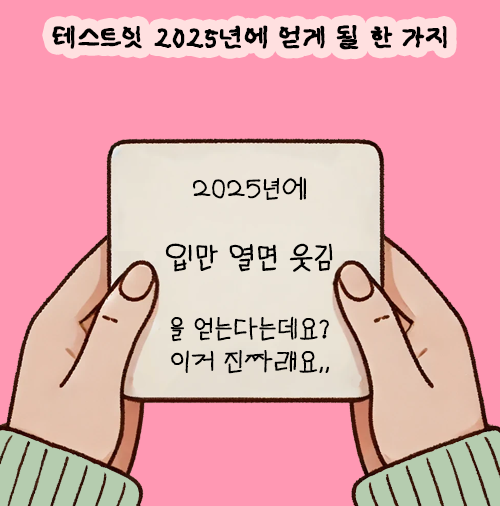 테스트잇 2025년에 얻게 될 한 가지
2025년에
입만 열면 웃김
을 얻는다는데요?
이거 진짜래요,,